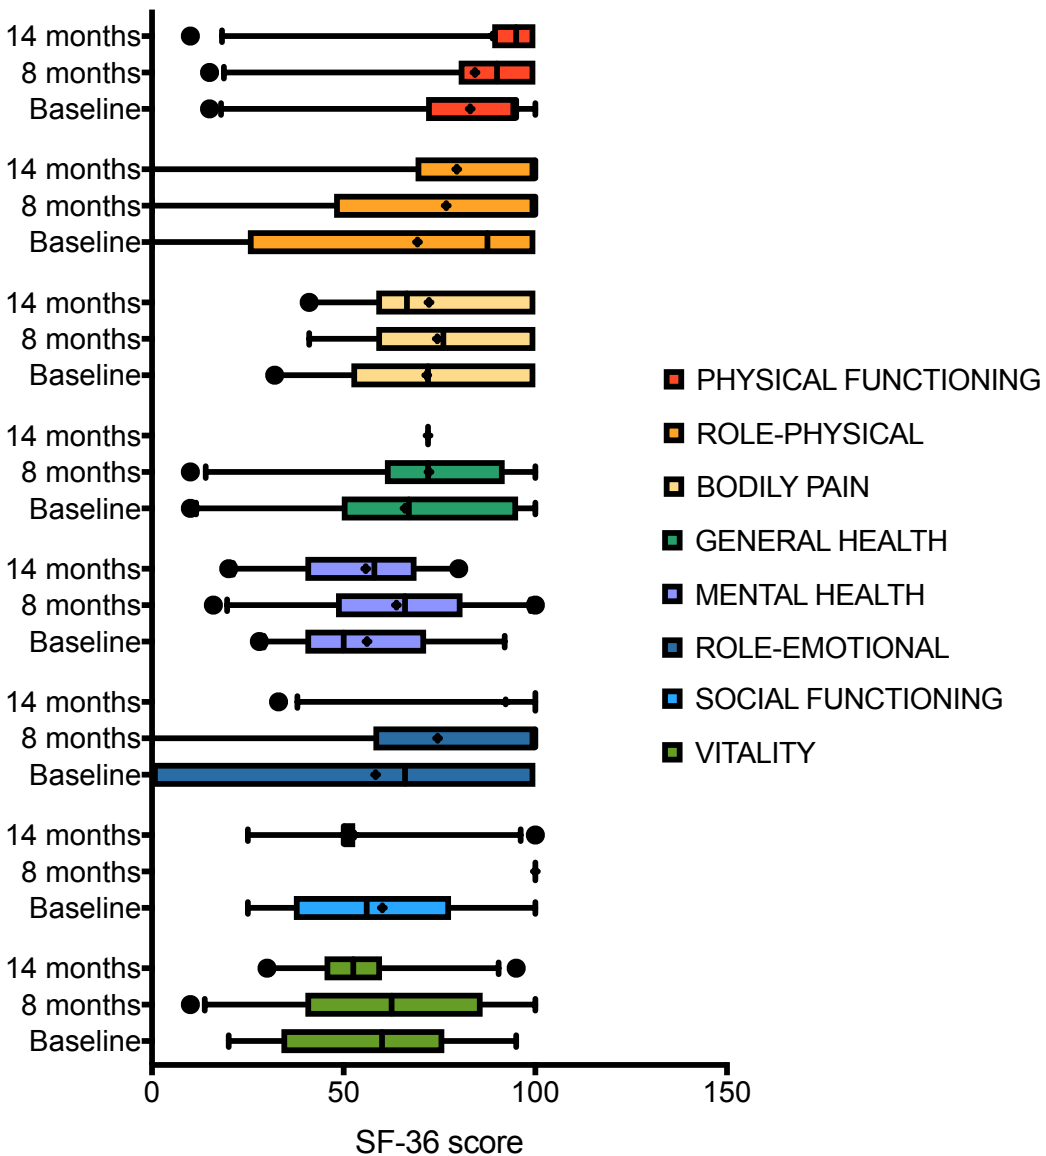 14 months
8 months
Baseline
14 months
8 months
Baseline
14 months
8 months
Baseline
14 months
8 months
Baseline
14 months
8 months
Baseline
14 months
8 months
Baseline
14 months
8 months
Baseline
14 months
8 months
Baseline
0 50 100 150
SF-36 score
PHYSICAL FUNCTIONING
ROLE-PHYSICAL
BODILY PAIN
GENERAL HEALTH
MENTAL HEALTH
ROLE-EMOTIONAL
SOCIAL FUNCTIONING
VITALITY